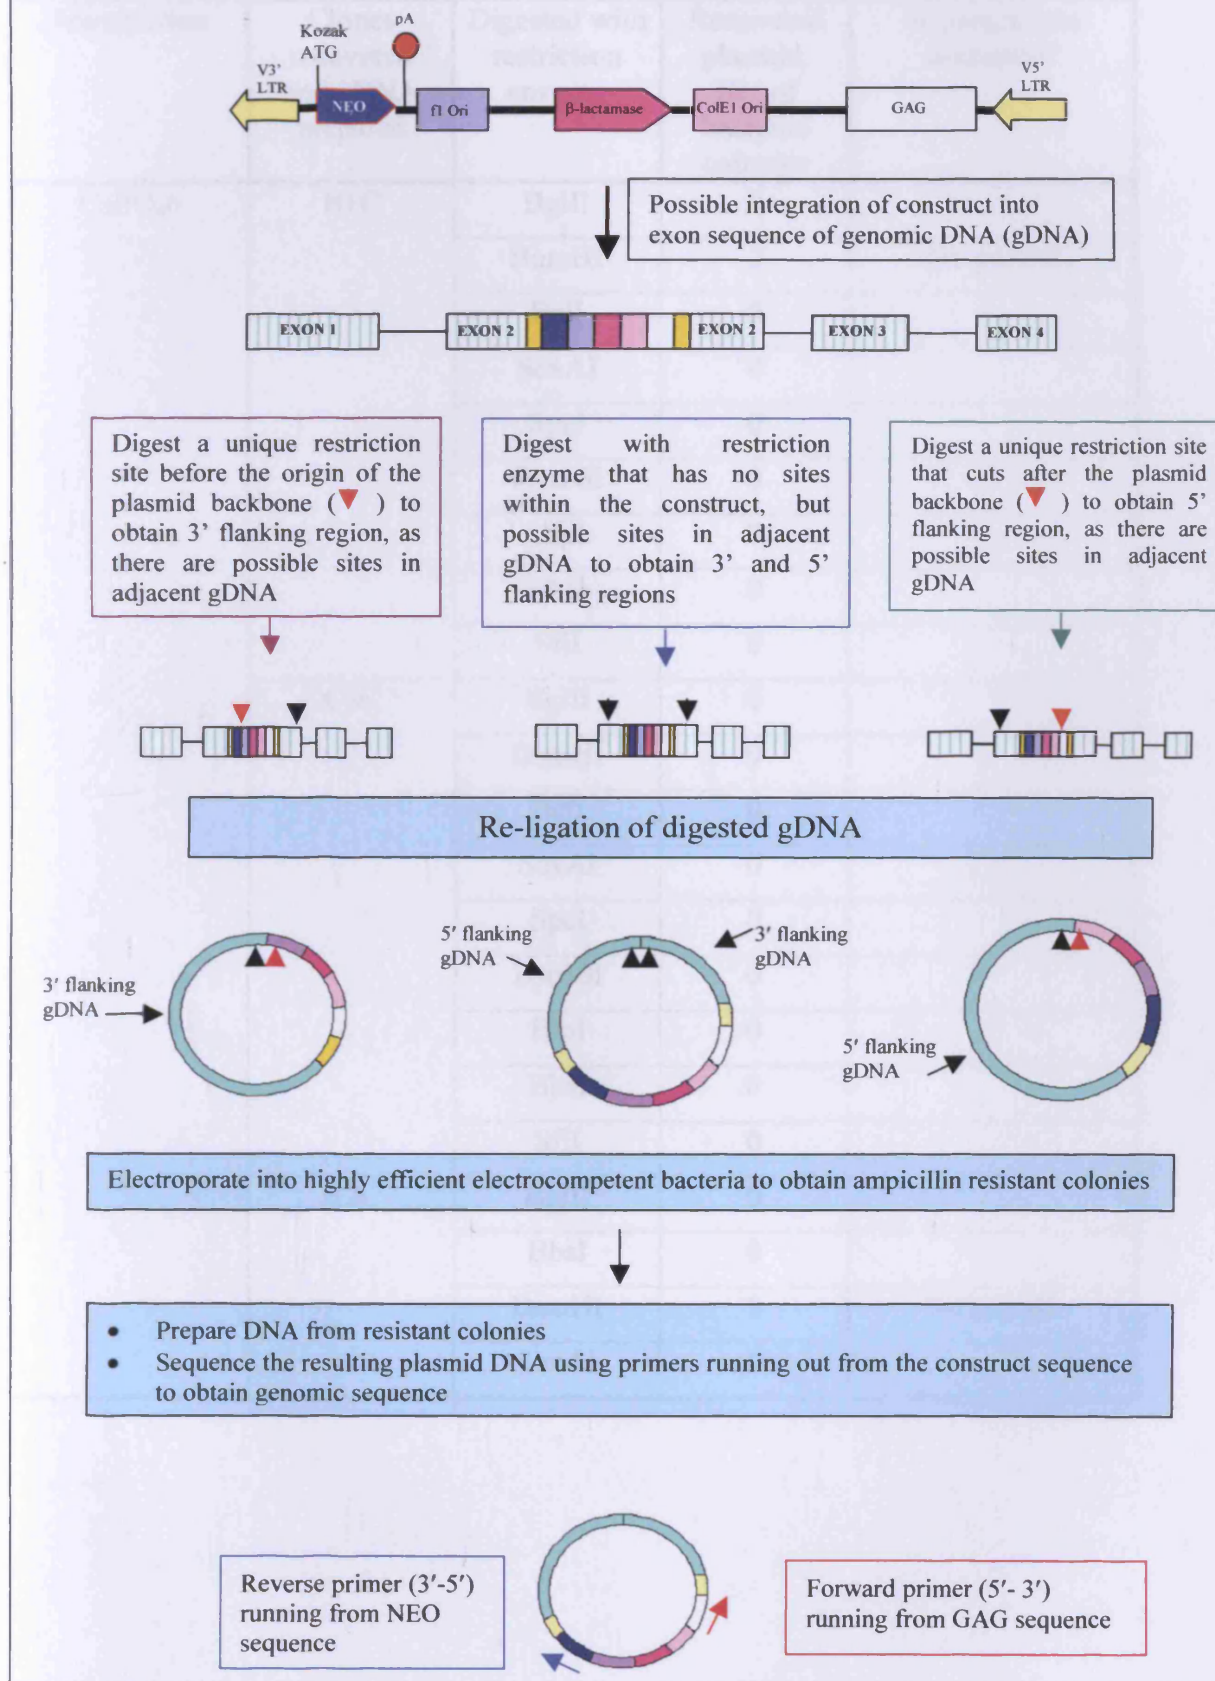 pA
Kozak
ATG
V3'
LTR
NEO
f1 Ori
β-lactamase
ColE1 Ori
GAG
V5'
LTR
Possible integration of construct into
exon sequence of genomic DNA (gDNA)
EXON 1
EXON 2
EXON 2
EXON 3
EXON 4
Digest a unique restriction
site before the origin of the
plasmid backbone ( ) to
obtain 3' flanking region, as
there are possible sites in
adjacent gDNA
Digest with restriction
enzyme that has no sites
within the construct, but
possible sites in adjacent
gDNA to obtain 3' and 5'
flanking regions
Digest a unique restriction site
that cuts after the plasmid
backbone ( ) to obtain 5'
flanking region, as there are
possible sites in adjacent
gDNA
Re-ligation of digested gDNA
3' flanking
gDNA
5' flanking
gDNA
3' flanking
gDNA
5' flanking
gDNA
Electroporate into highly efficient electrocompetent bacteria to obtain ampicillin resistant colonies
• Prepare DNA from resistant colonies
• Sequence the resulting plasmid DNA using primers running out from the construct sequence
to obtain genomic sequence
Reverse primer (3'-5')
running from NEO
sequence
Forward primer (5'- 3')
running from GAG sequence